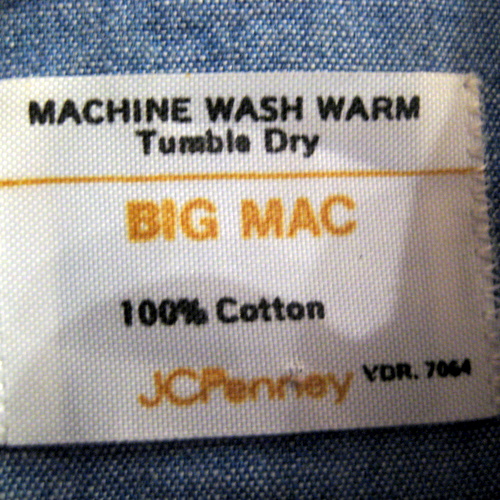 MACHINE WASH WARM
Tumble Dry
BIG MAC
100% Cotton
JCPenney VDR. 7064